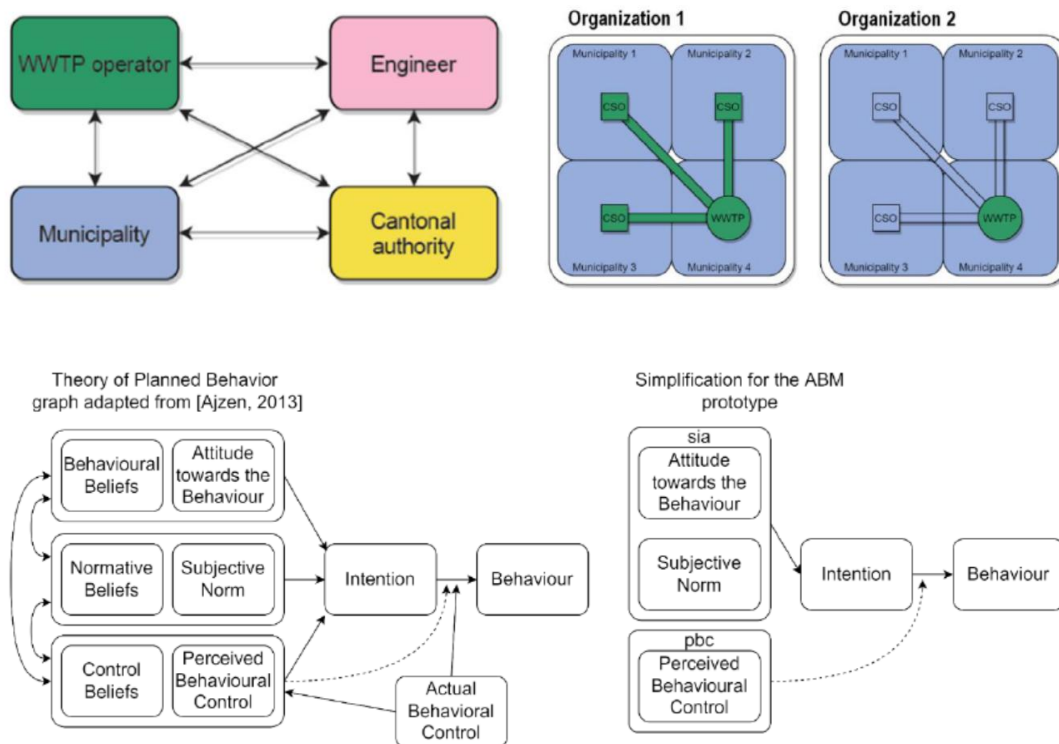 WWTP operator
Engineer
Municipality
Cantonal
authority
Organization 1
Municipality 1
Municipality 2
CSO
CSO
CSO
WWTP
Municipality 3
Municipality 4
Organization 2
Municipality 1
Municipality 2
CSO
CSO
CSO
WWTP
Municipality 3
Municipality 4
Theory of Planned Behavior
graph adapted from [Ajzen, 2013]
Behavioural
Beliefs
Attitude
towards the
Behaviour
Normative
Beliefs
Subjective
Norm
Control
Beliefs
Perceived
Behavioural
Control
Intention
Behaviour
Actual
Behavioral
Control
Simplification for the ABM
prototype
sia
Attitude
towards the
Behaviour
Subjective
Norm
pbc
Perceived
Behavioural
Control
Intention
Behaviour